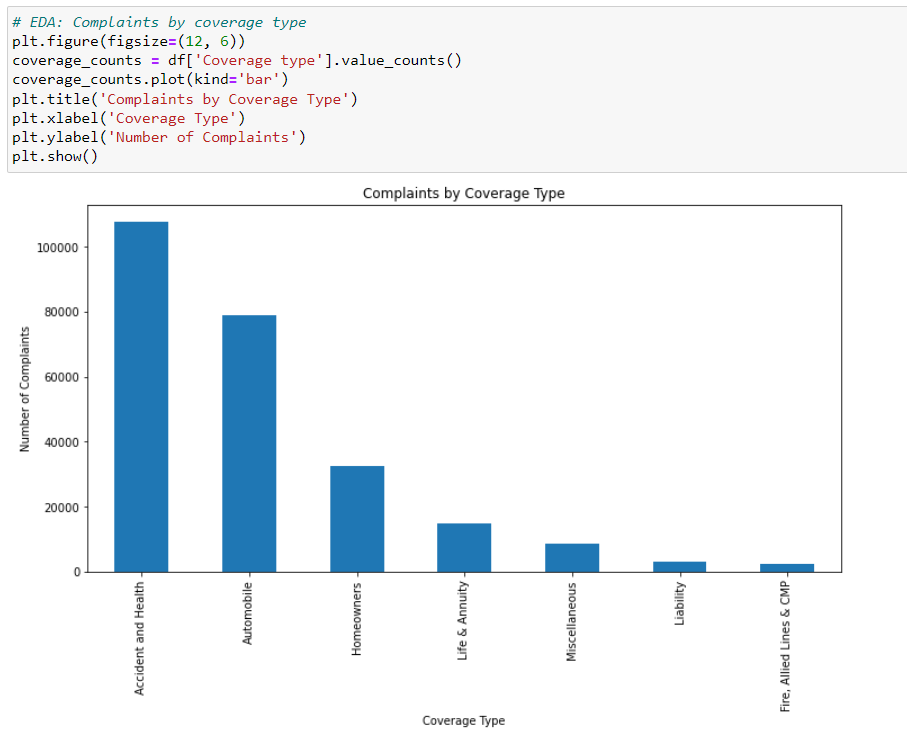 # EDA: Complaints by coverage type
plt.figure(figsize=(12, 6))
coverage_counts = df['Coverage type'].value_counts()
coverage_counts.plot(kind='bar')
plt.title('Complaints by Coverage Type')
plt.xlabel('Coverage Type')
plt.ylabel('Number of Complaints')
plt.show()
Complaints by Coverage Type
Number of Complaints
100000
80000
60000
40000
20000
0
Accident and Health
Automobile
Homeowners
Life & Annuity
Miscellaneous
Liability
Fire, Allied Lines & CMP
Coverage Type